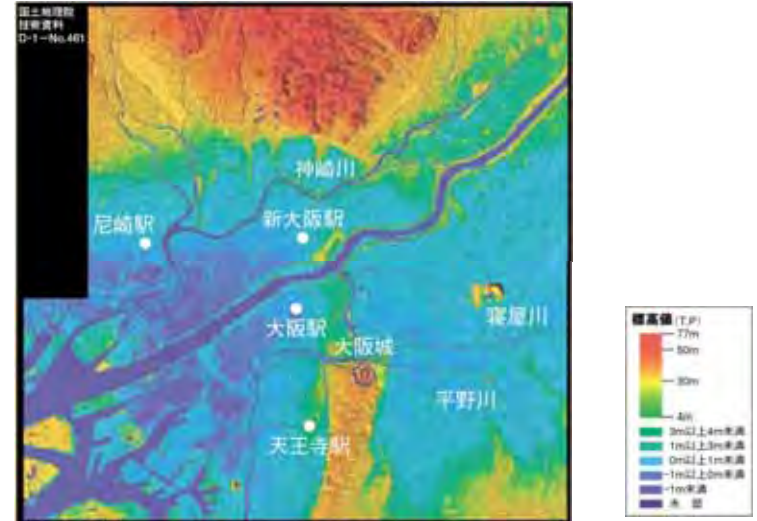 国土地理院
技術資料
D-1-No.461
神崎川
尼崎駅
新大阪駅
大阪駅
寝屋川
大阪城
平野川
天王寺駅
標高値(T.P)
77m
50m
30m
4m
3m以上4m未満
1m以上3m未満
0m以上1m未満
-1m以上0m未満
-1m未満
水部